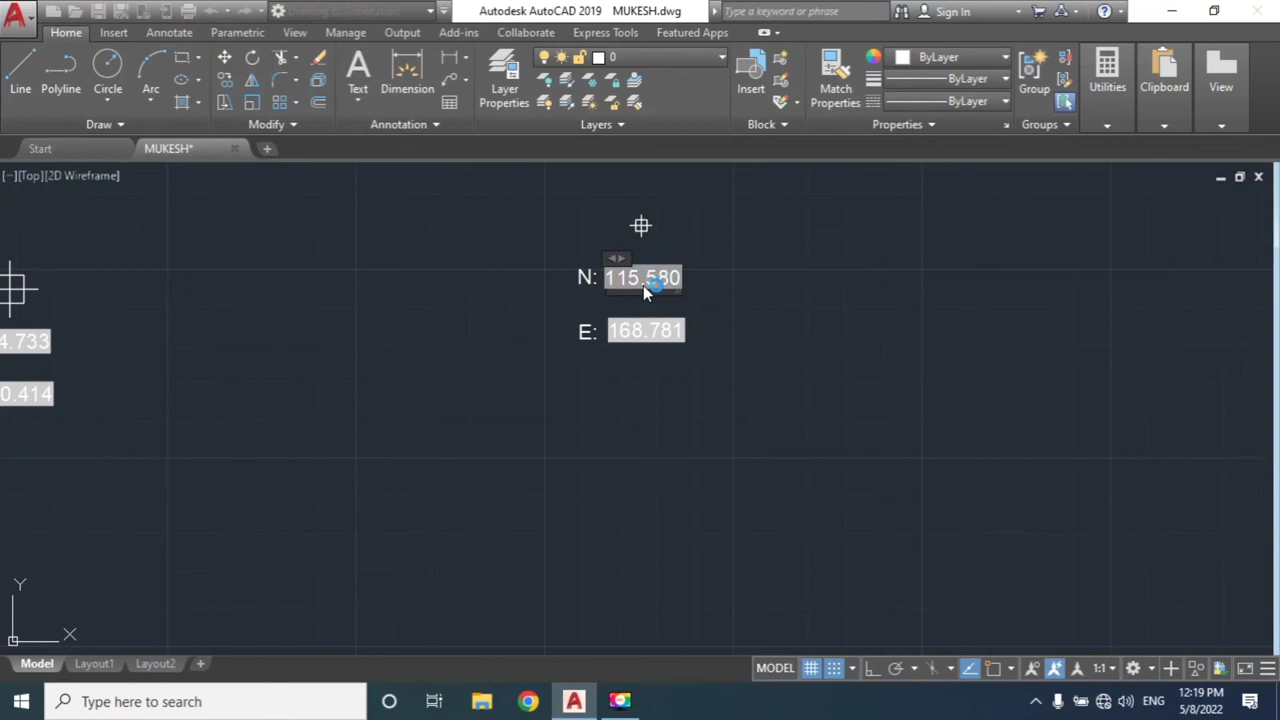 Autodesk AutoCAD 2019 MUKESH.dwg
Type a keyword or phrase
Sign In
Home Insert Annotate Parametric View Manage Output Add-ins Collaborate Express Tools Featured Apps
Line Polyline Circle Arc
Text Dimension
Layer Properties
0
Insert
Match Properties
ByLayer
ByLayer
ByLayer
Group
Utilities
Clipboard
View
Draw Modify Annotation Layers Block Properties Groups
Start MUKESH*
[−][Top][2D Wireframe]
N: 115.580
E: 168.781
4.733
0.414
Y
X
Model Layout1 Layout2
MODEL
1:1
Type here to search
ENG
12:19 PM
5/8/2022